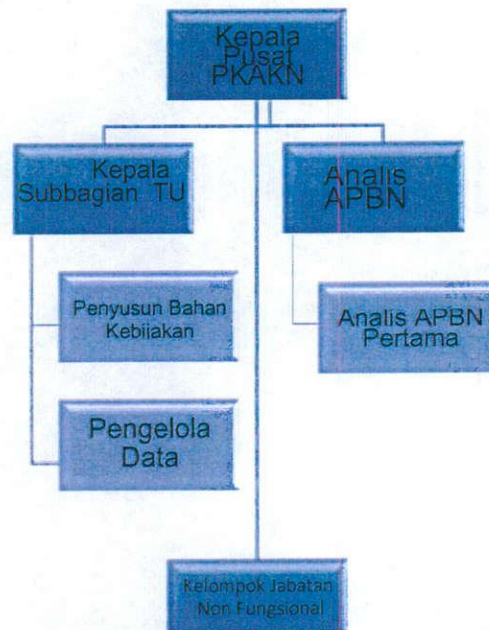 Kepala
Pusat
PKAKN
Kepala
Subbagian TU
Analis
APBN
Penyusun Bahan
Kebijakan
Analis APBN
Pertama
Pengelola
Data
Kelompok Jabatan
Non Fungsional